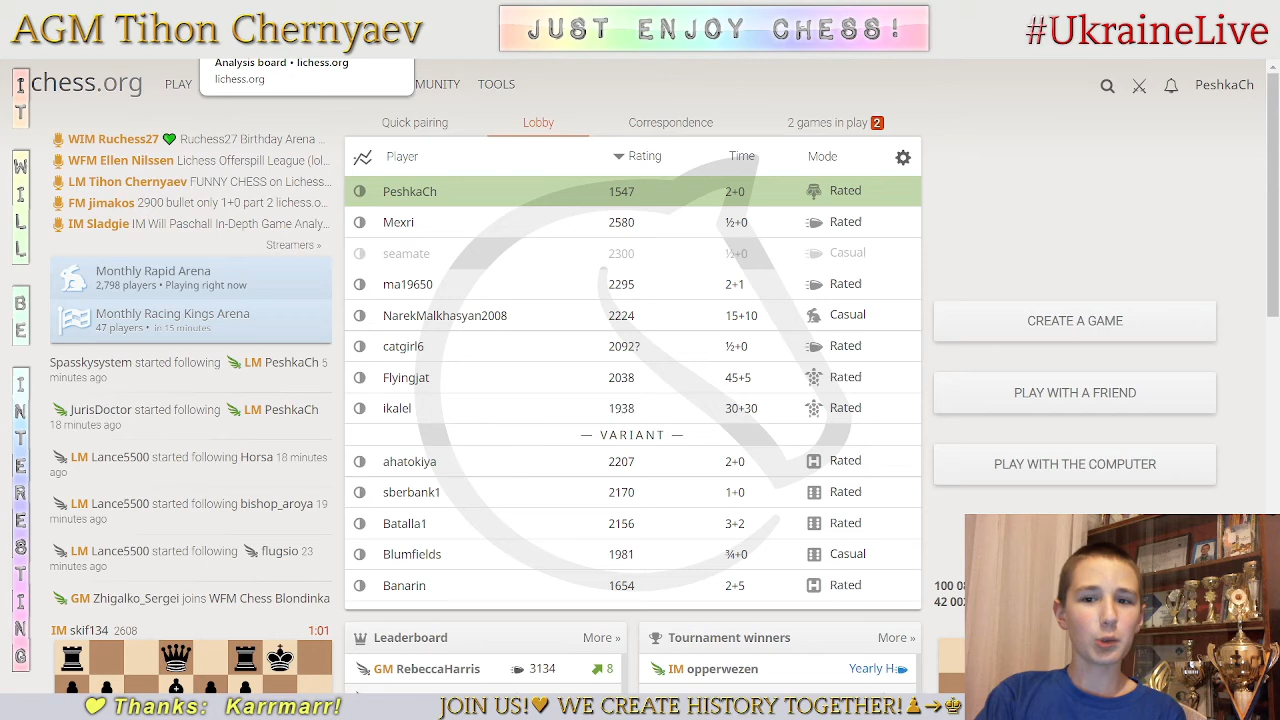 AGM Tihon Chernyaev
JUST ENJOY CHESS!
#UkraineLive
IT WILL BE INTERESTING
chess.org
PLAY
Analysis board • lichess.org
lichess.org
MUNITY
TOOLS
PeshkaCh
WIM Ruchess27 💚 Ruchess27 Birthday Arena ...
WFM Ellen Nilssen Lichess Offerspill League (lol...
LM Tihon Chernyaev FUNNY CHESS on Lichess...
FM jimakos 2900 bullet only 1+0 part 2 lichess.o...
IM Sladgie IM Will Paschall In-Depth Game Analy...
Streamers »
Monthly Rapid Arena
2,798 players • Playing right now
Monthly Racing Kings Arena
47 players • in 15 minutes
Spasskysystem started following LM PeshkaCh 5
minutes ago
JurisDoctor started following LM PeshkaCh
18 minutes ago
LM Lance5500 started following Horsa 18 minutes
ago
LM Lance5500 started following bishop_aroya 19
minutes ago
LM Lance5500 started following flugsio 23
minutes ago
GM Zhigalko_Sergei joins WFM Chess Blondinka
IM skif134 2608 1:01
Quick pairing Lobby Correspondence 2 games in play 2
Player Rating Time Mode
PeshkaCh 1547 2+0 Rated
Mexri 2580 ½+0 Rated
seamate 2300 ½+0 Casual
ma19650 2295 2+1 Rated
NarekMalkhasyan2008 2224 15+10 Casual
catgirl6 2092? ½+0 Rated
Flyingjat 2038 45+5 Rated
ikalel 1938 30+30 Rated
— VARIANT —
ahatokiya 2207 2+0 Rated
sberbank1 2170 1+0 Rated
Batalla1 2156 3+2 Rated
Blumfields 1981 ¾+0 Casual
Banarin 1654 2+5 Rated
Leaderboard More »
GM RebeccaHarris 3134 8
Tournament winners More »
IM opperwezen Yearly H
CREATE A GAME
PLAY WITH A FRIEND
PLAY WITH THE COMPUTER
Thanks: Karrmarr!
JOIN US! WE CREATE HISTORY TOGETHER!